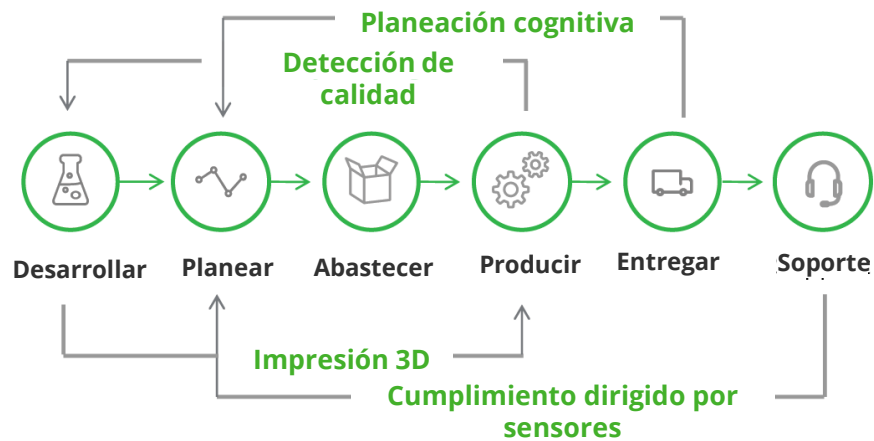 Planeación cognitiva
Detección de
calidad
Desarrollar
Planear
Abastecer
Producir
Entregar
Soporte
Impresión 3D
Cumplimiento dirigido por
sensores